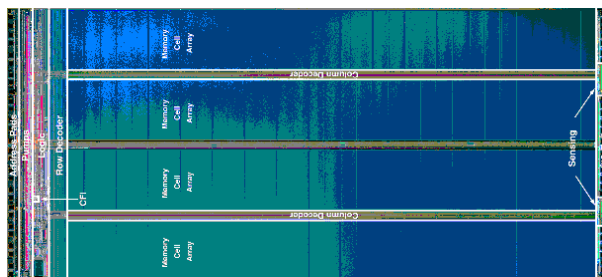 Address Pads
Pumps
Logic
Row Decoder
CFI
Memory
Cell
Array
Column Decoder
Memory
Cell
Array
Memory
Cell
Array
Column Decoder
Memory
Cell
Array
Sensing